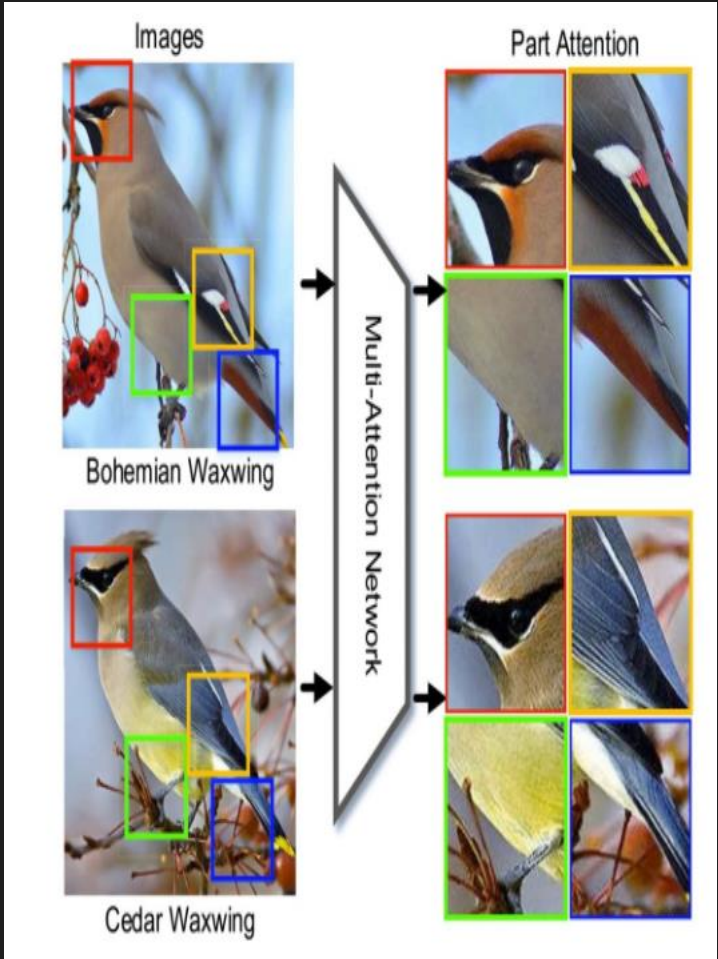 Images
Part Attention
Multi-Attention Network
Bohemian Waxwing
Cedar Waxwing